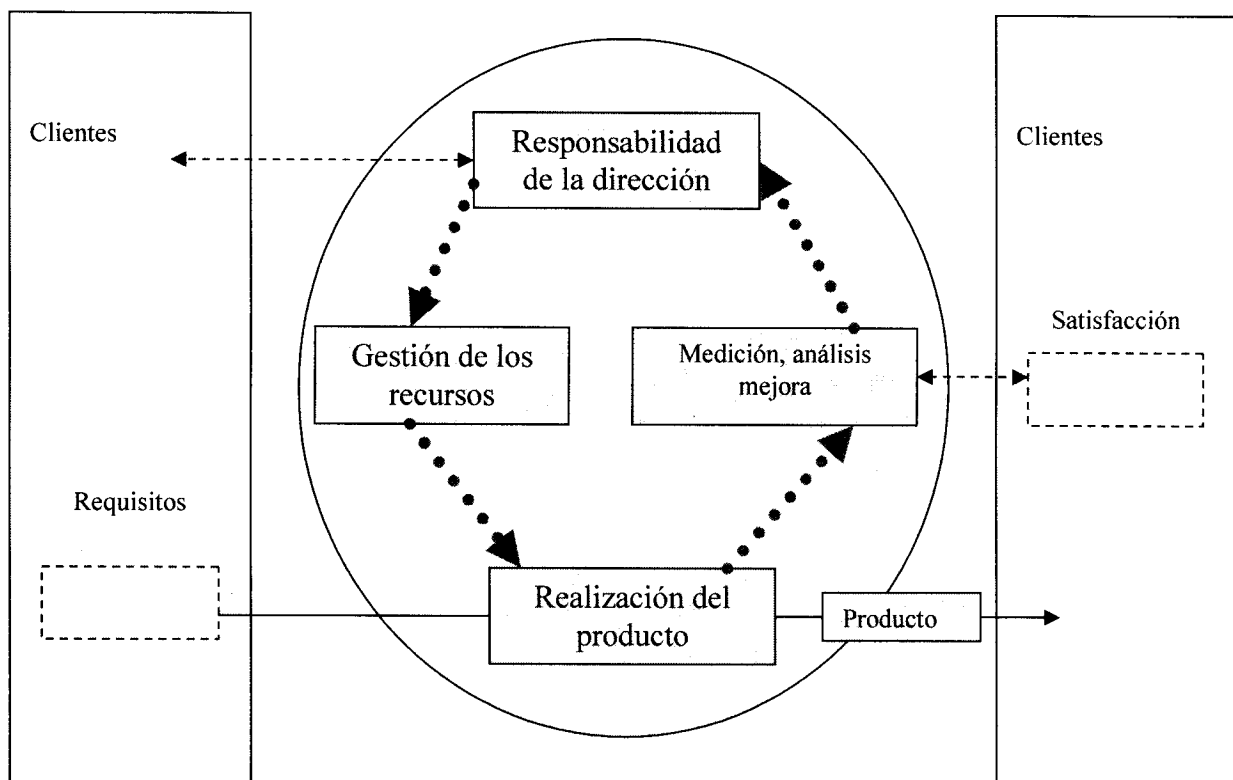 Clientes
Responsabilidad
de la dirección
Clientes
Gestión de los
recursos
Medición, análisis
mejora
Satisfacción
Requisitos
Realización del
producto
Producto